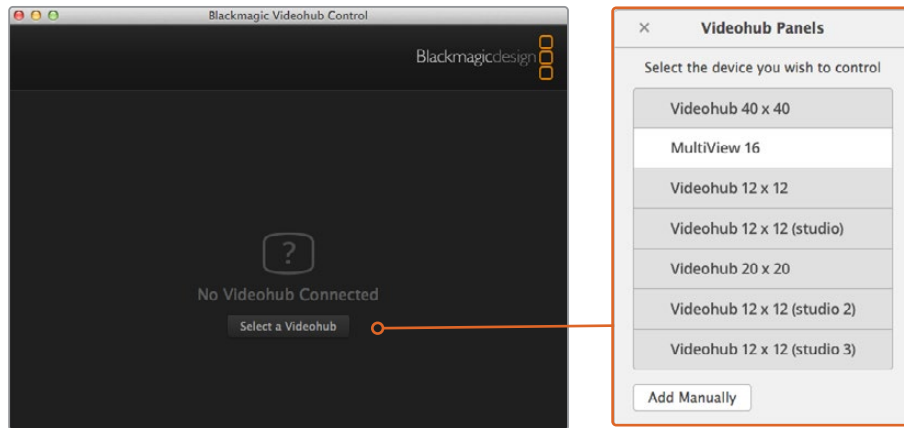 Blackmagic Videohub Control
Blackmagicdesign
?
No Videohub Connected
Select a Videohub
Videohub Panels
Select the device you wish to control
Videohub 40 x 40
MultiView 16
Videohub 12 x 12
Videohub 12 x 12 (studio)
Videohub 20 x 20
Videohub 12 x 12 (studio 2)
Videohub 12 x 12 (studio 3)
Add Manually